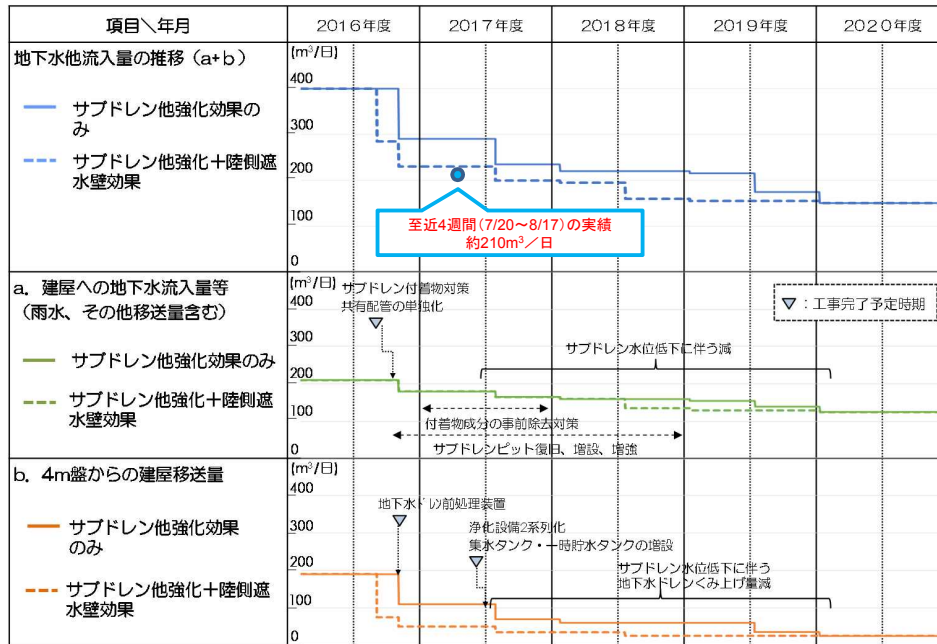 項目＼年月
2016年度
2017年度
2018年度
2019年度
2020年度
地下水他流入量の推移（a+b）
サブドレン他強化効果の
み
サブドレン他強化＋陸側遮
水壁効果
(m³/日)
400
300
200
100
0
至近4週間(7/20～8/17)の実績
約210m³／日
a．建屋への地下水流入量等
（雨水、その他移送量含む）
サブドレン他強化効果のみ
サブドレン他強化＋陸側遮
水壁効果
(m³/日)
400
300
200
100
0
サブドレン付着物対策
共有配管の単独化
：工事完了予定時期
サブドレン水位低下に伴う減
付着物成分の事前除去対策
サブドレンピット復旧、増設、増強
b．4m盤からの建屋移送量
サブドレン他強化効果
のみ
サブドレン他強化＋陸側遮
水壁効果
(m³/日)
400
300
200
100
0
地下水ドレン前処理装置
浄化設備2系列化
集水タンク・一時貯水タンクの増設
サブドレン水位低下に伴う
地下水ドレンくみ上げ量減